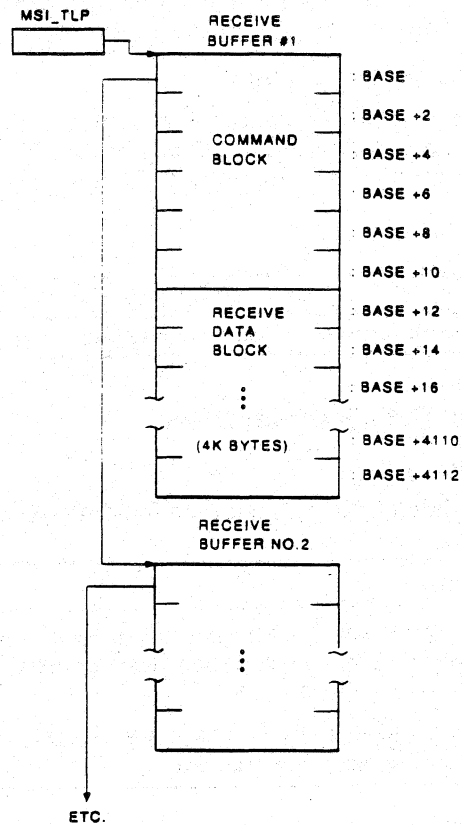 MSI_TLP
RECEIVE
BUFFER #1
: BASE
: BASE +2
COMMAND
BLOCK
: BASE +4
: BASE +6
: BASE +8
: BASE +10
RECEIVE
DATA
BLOCK
: BASE +12
: BASE +14
: BASE +16
(4K BYTES)
: BASE +4110
: BASE +4112
RECEIVE
BUFFER NO.2
ETC.